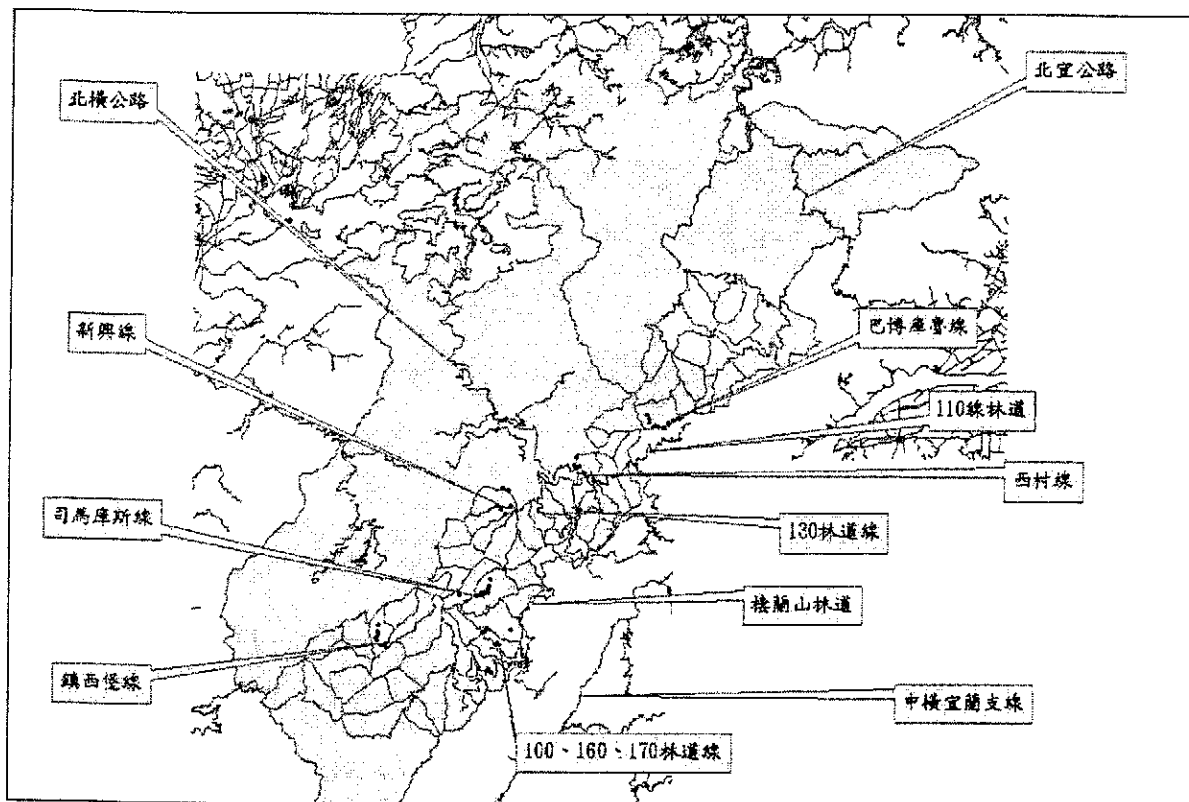 北宜公路
北橫公路
新興線
巴博庫魯線
110線林道
西村線
司馬庫斯線
130林道線
棲蘭山林道
鎮西堡線
中橫宜蘭支線
100、160、170林道線